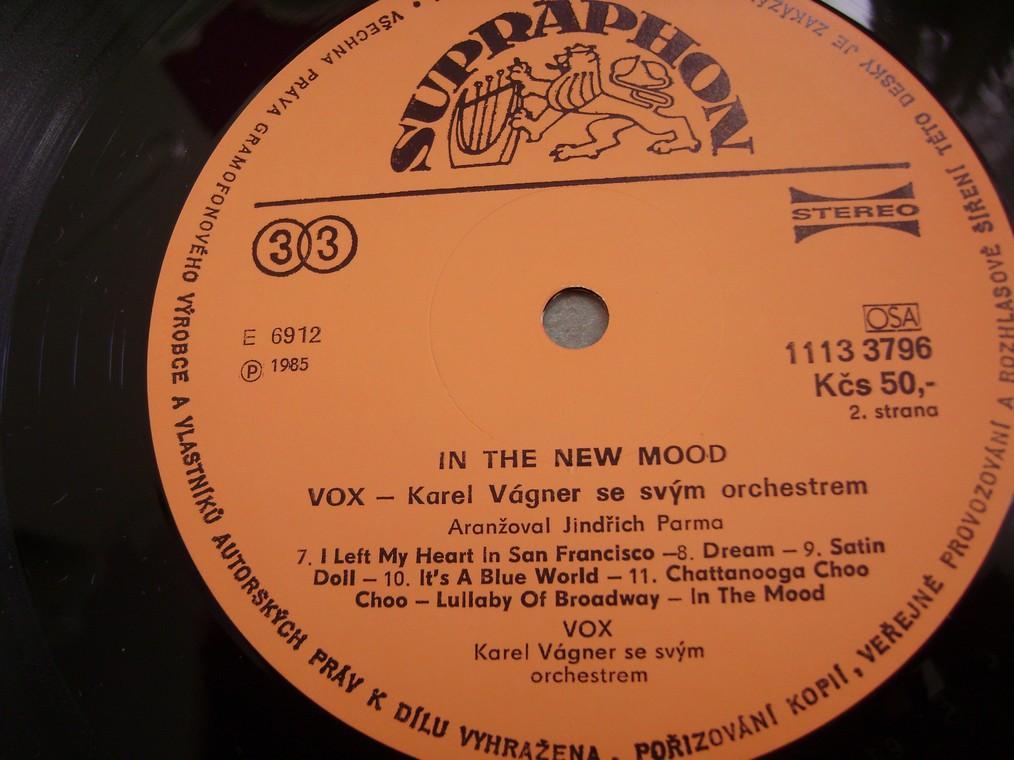 SUPRAPHON
33
STEREO
E 6912
Ⓟ 1985
OSA
1113 3796
Kčs 50,-
2. strana
IN THE NEW MOOD
VOX – Karel Vágner se svým orchestrem
Aranžoval Jindřich Parma
7. I Left My Heart In San Francisco –8. Dream – 9. Satin
Doll – 10. It's A Blue World – 11. Chattanooga Choo
Choo – Lullaby Of Broadway – In The Mood
VOX
Karel Vágner se svým
orchestrem
• VŠECHNA PRÁVA GRAMOFONOVÉHO VÝROBCE A VLASTNÍKŮ AUTORSKÝCH PRÁV K DÍLU VYHRAŽENA. POŘIZOVÁNÍ KOPIÍ, VEŘEJNÉ PROVOZOVÁNÍ A ROZHLASOVÉ ŠÍŘENÍ TÉTO DESKY JE ZAKÁZÁ